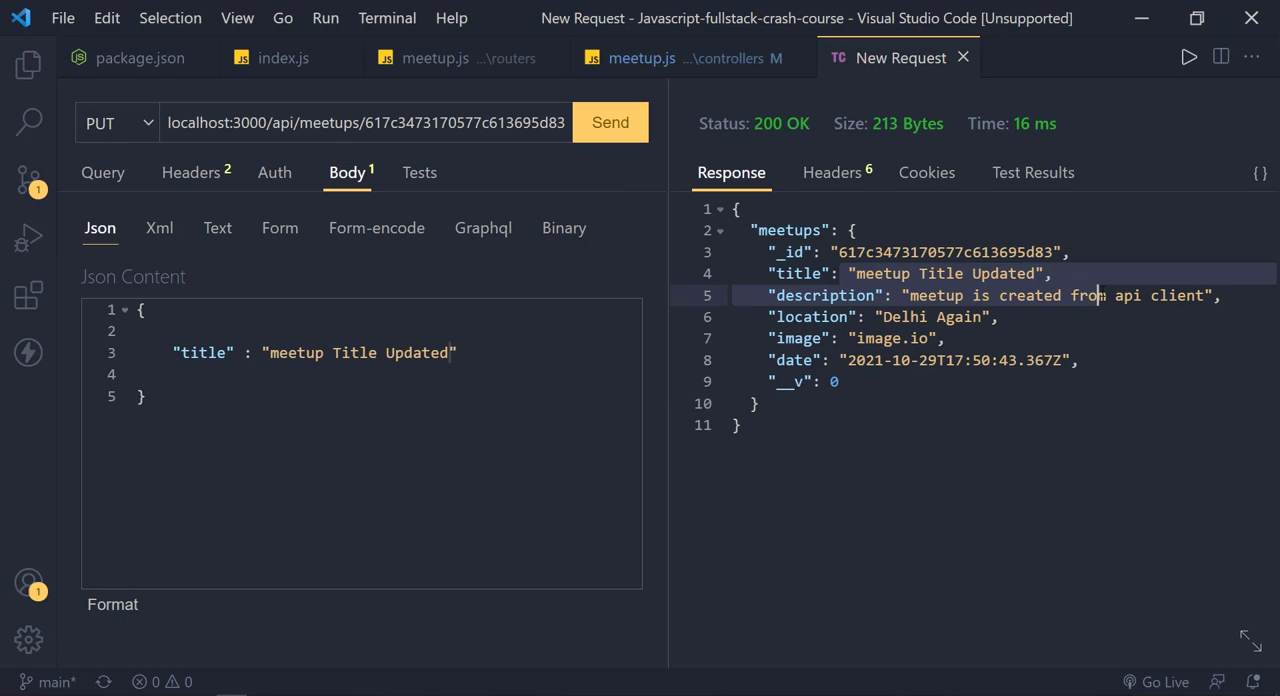 File Edit Selection View Go Run Terminal Help New Request - Javascript-fullstack-crash-course - Visual Studio Code [Unsupported]
package.json JS index.js JS meetup.js ...\routers JS meetup.js ...\controllers M TC New Request
PUT localhost:3000/api/meetups/617c3473170577c613695d83 Send
Query Headers 2 Auth Body 1 Tests
Json Xml Text Form Form-encode Graphql Binary
Json Content
1 {
2
3 "title" : "meetup Title Updated"
4
5 }
Format
Status: 200 OK Size: 213 Bytes Time: 16 ms
Response Headers 6 Cookies Test Results { }
1 {
2 "meetups": {
3 "_id": "617c3473170577c613695d83",
4 "title": "meetup Title Updated",
5 "description": "meetup is created from api client",
6 "location": "Delhi Again",
7 "image": "image.io",
8 "date": "2021-10-29T17:50:43.367Z",
9 "__v": 0
10 }
11 }
1
1
main* 0 0 Go Live